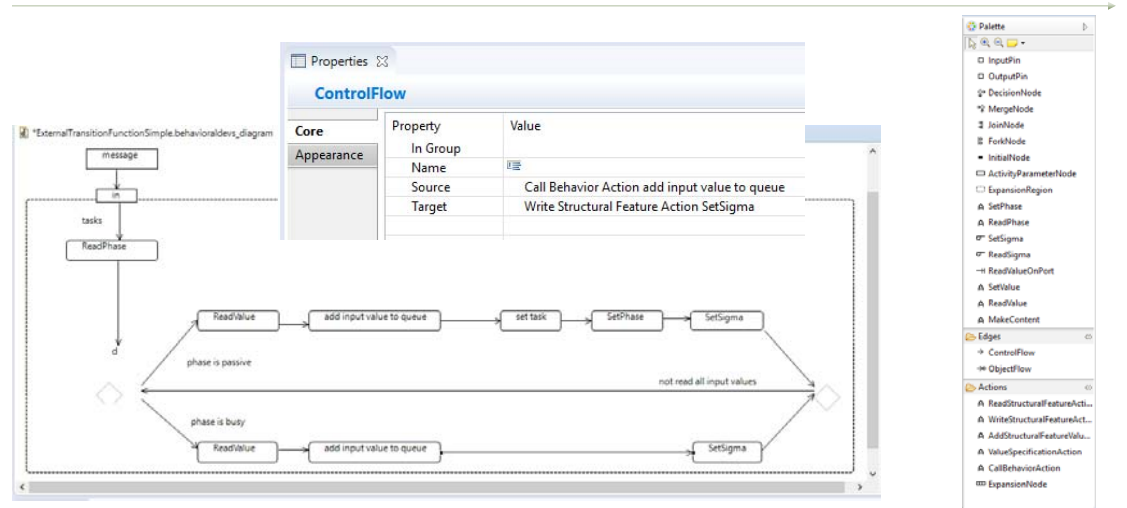 Properties
ControlFlow
Core
Appearance
Property Value
In Group
Name
Source Call Behavior Action add input value to queue
Target Write Structural Feature Action SetSigma
*ExternalTransitionFunctionSimple.behavioraldevs_diagram
message
in
tasks
ReadPhase
d
ReadValue
add input value to queue
set task
SetPhase
SetSigma
phase is passive
not read all input values
phase is busy
ReadValue
add input value to queue
SetSigma
Palette
InputPin
OutputPin
DecisionNode
MergeNode
JoinNode
ForkNode
InitialNode
ActivityParameterNode
ExpansionRegion
SetPhase
ReadPhase
SetSigma
ReadSigma
ReadValueOnPort
SetValue
ReadValue
MakeContent
Edges
ControlFlow
ObjectFlow
Actions
ReadStructuralFeatureActi...
WriteStructuralFeatureAct...
AddStructuralFeatureValu...
ValueSpecificationAction
CallBehaviorAction
ExpansionNode